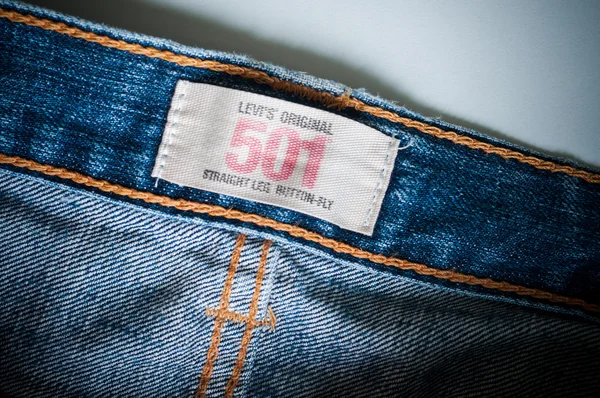 LEVI'S ORIGINAL
501
STRAIGHT LEG BUTTON-FLY